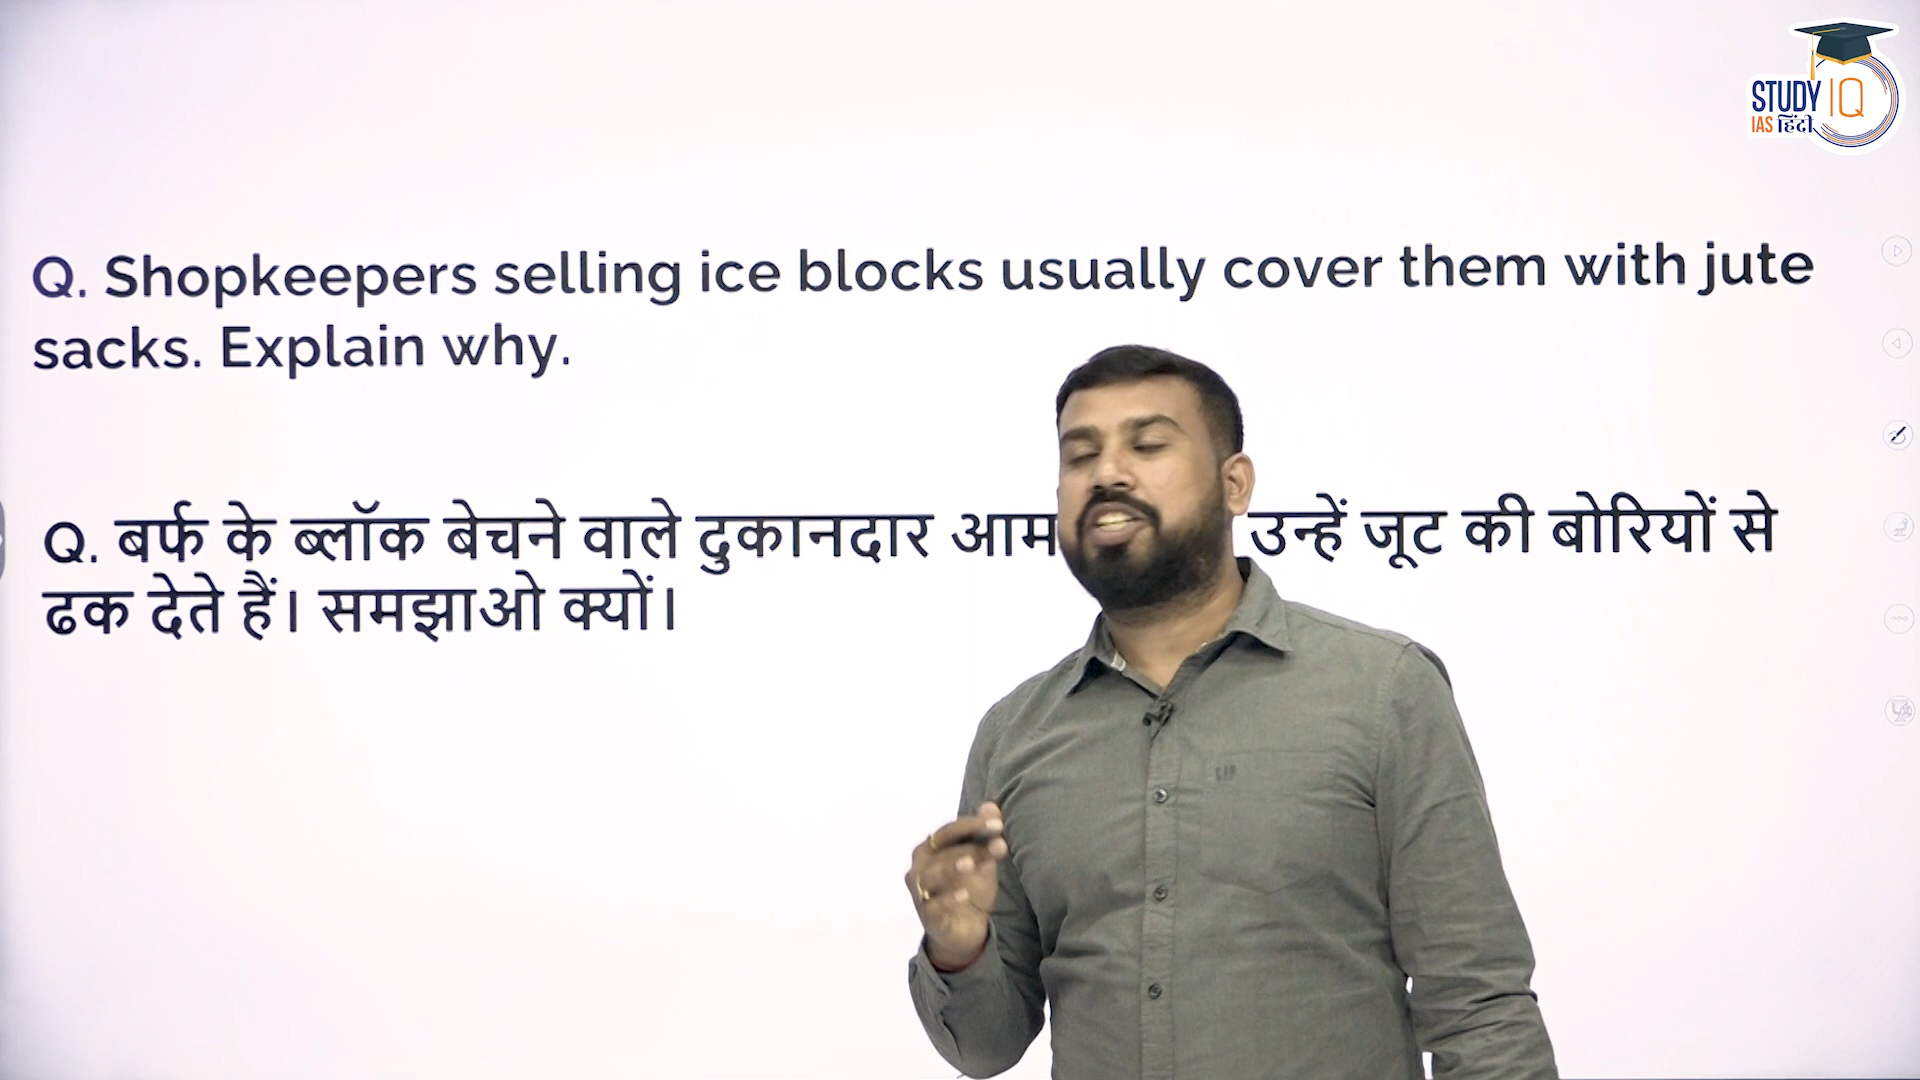 STUDY IQ
IAS हिंदी
Q. Shopkeepers selling ice blocks usually cover them with jute
sacks. Explain why.
Q. बर्फ के ब्लॉक बेचने वाले दुकानदार आम उन्हें जूट की बोरियों से
ढक देते हैं। समझाओ क्यों।